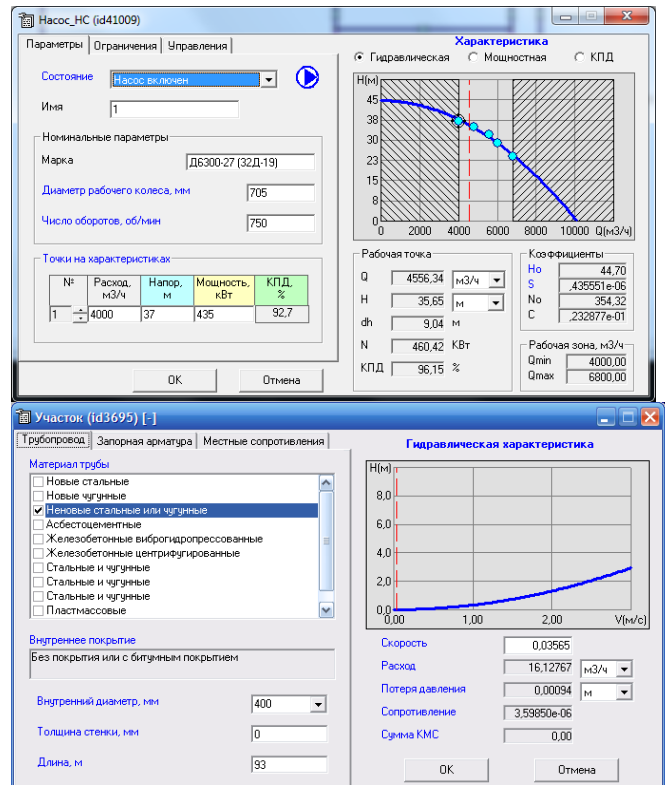 Насос_НС (id41009)
Параметры Ограничения Управления
Состояние Насос включен
Имя 1
Номинальные параметры
Марка Д6300-27 (32Д-19)
Диаметр рабочего колеса, мм 705
Число оборотов, об/мин 750
Точки на характеристиках
№ Расход, м3/ч Напор, м Мощность, кВт КПД, %
1 4000 37 435 92,7
OK Отмена
Характеристика
Гидравлическая Мощностная КПД
H(м)
45
38
30
23
15
8
0
0 2000 4000 6000 8000 10000 Q(м3/ч)
Рабочая точка
Q 4556,34 м3/ч
H 35,65 м
dh 9,04 м
N 460,42 КВт
КПД 96,15 %
Коэффициенты
Ho 44,70
S ,435551e-06
No 354,32
C ,232877e-01
Рабочая зона, м3/ч
Qmin 4000,00
Qmax 6800,00
Участок (id3695) [-]
Трубопровод Запорная арматура Местные сопротивления
Материал трубы
Новые стальные
Новые чугунные
Неновые стальные или чугунные
Асбестоцементные
Железобетонные виброгидропрессованные
Железобетонные центрифугированные
Стальные и чугунные
Стальные и чугунные
Стальные и чугунные
Пластмассовые
Внутреннее покрытие
Без покрытия или с битумным покрытием
Внутренний диаметр, мм 400
Толщина стенки, мм 0
Длина, м 93
Гидравлическая характеристика
H(м)
8,0
6,0
4,0
2,0
0,0
0,00 1,00 2,00 V(м/с)
Скорость 0,03565
Расход 16,12767 м3/ч
Потеря давления 0,00094 м
Сопротивление 3,59850e-06
Сумма КМС 0,00
OK Отмена